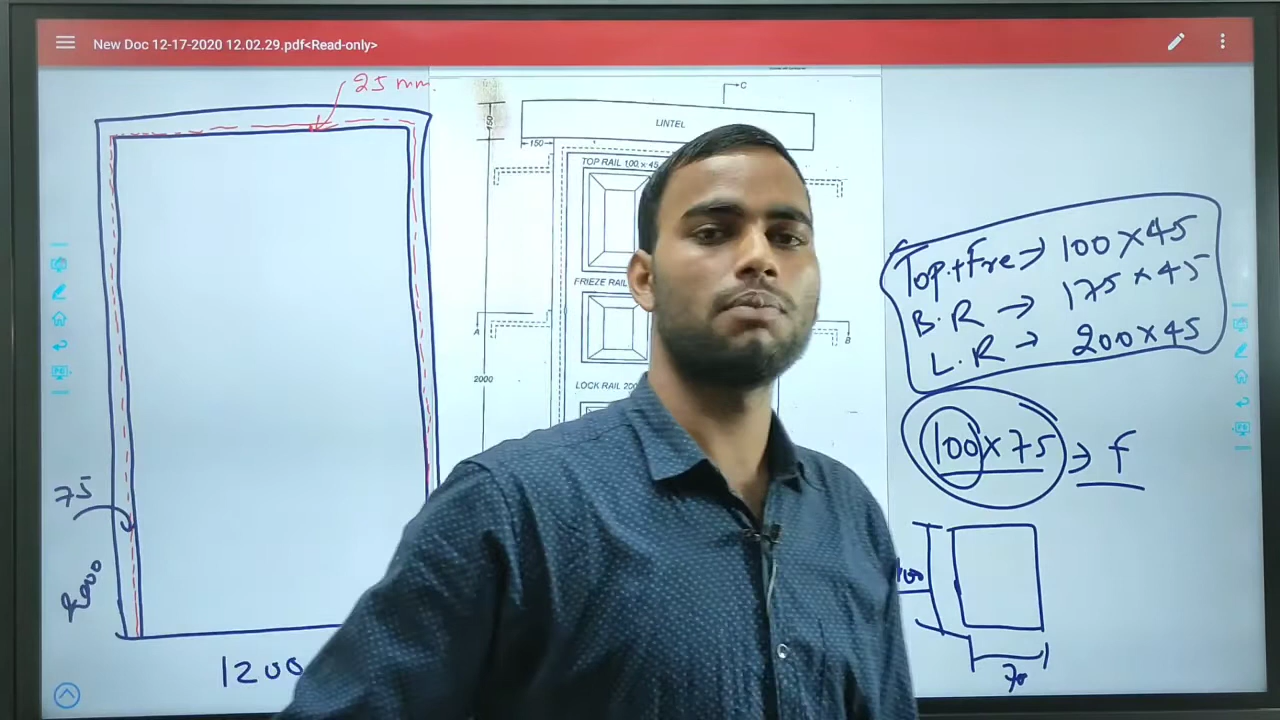 New Doc 12-17-2020 12.02.29.pdf<Read-only>
25 mm
C
150
LINTEL
150
TOP RAIL 100 x 45
FRIEZE RAIL
A
B
2000
LOCK RAIL 200
Top.+Fre → 100 x 45
B.R → 175 x 45
L.R → 200 x 45
100 x 75 → f
75
2000
1200
100
70